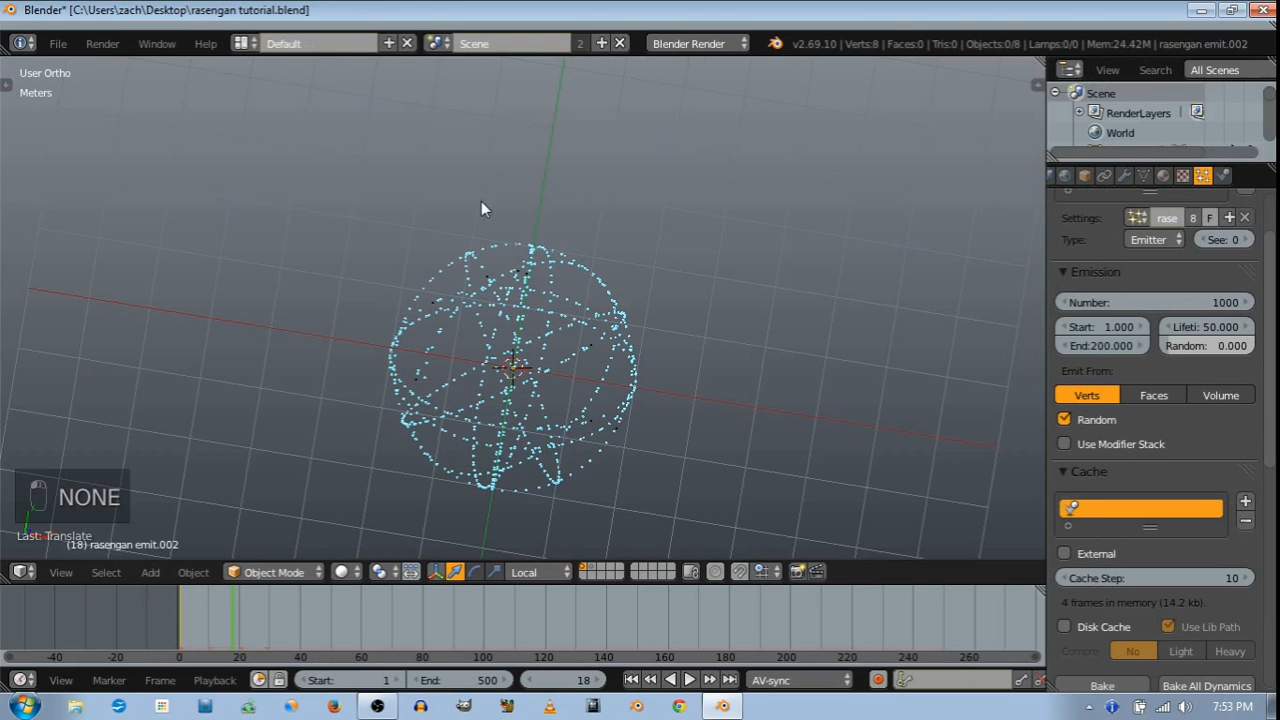 Blender* [C:\Users\zach\Desktop\rasengan tutorial.blend]
File Render Window Help Default Scene 2 Blender Render v2.69.10 | Verts:8 | Faces:0 | Tris:0 | Objects:0/8 | Lamps:0/0 | Mem:24.42M | rasengan emit.002
User Ortho
Meters
View Search All Scenes
Scene
RenderLayers |
World
Settings: rase 8 F
Type: Emitter See: 0
Emission
Number: 1000
Start: 1.000 Lifeti: 50.000
End:200.000 Random: 0.000
Emit From:
Verts Faces Volume
Random
Use Modifier Stack
Cache
External
Cache Step: 10
4 frames in memory (14.2 kb).
Disk Cache Use Lib Path
No Light Heavy
Bake Bake All Dynamics
NONE
Last: Translate
(18) rasengan emit.002
View Select Add Object Object Mode Local
-40 -20 0 20 40 60 80 100 120 140 160 180 200 220 240 260
View Marker Frame Playback Start: 1 End: 500 18 AV-sync
7:53 PM